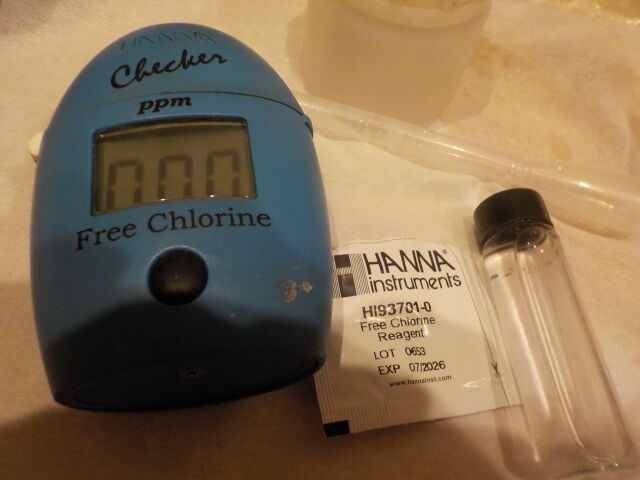 HANNA
Checker
ppm
0.00
Free Chlorine
HANNA®
instruments
HI93701-0
Free Chlorine
Reagent
LOT 0653
EXP 07/2026
www.hannainst.com